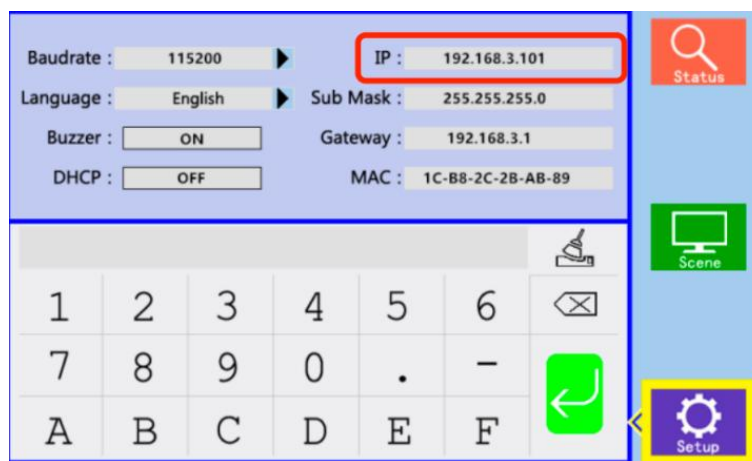 Baudrate : 115200 IP : 192.168.3.101
Language : English Sub Mask : 255.255.255.0
Buzzer : ON Gateway : 192.168.3.1
DHCP : OFF MAC : 1C-B8-2C-2B-AB-89
1 2 3 4 5 6
7 8 9 0 . -
A B C D E F
Status
Scene
Setup